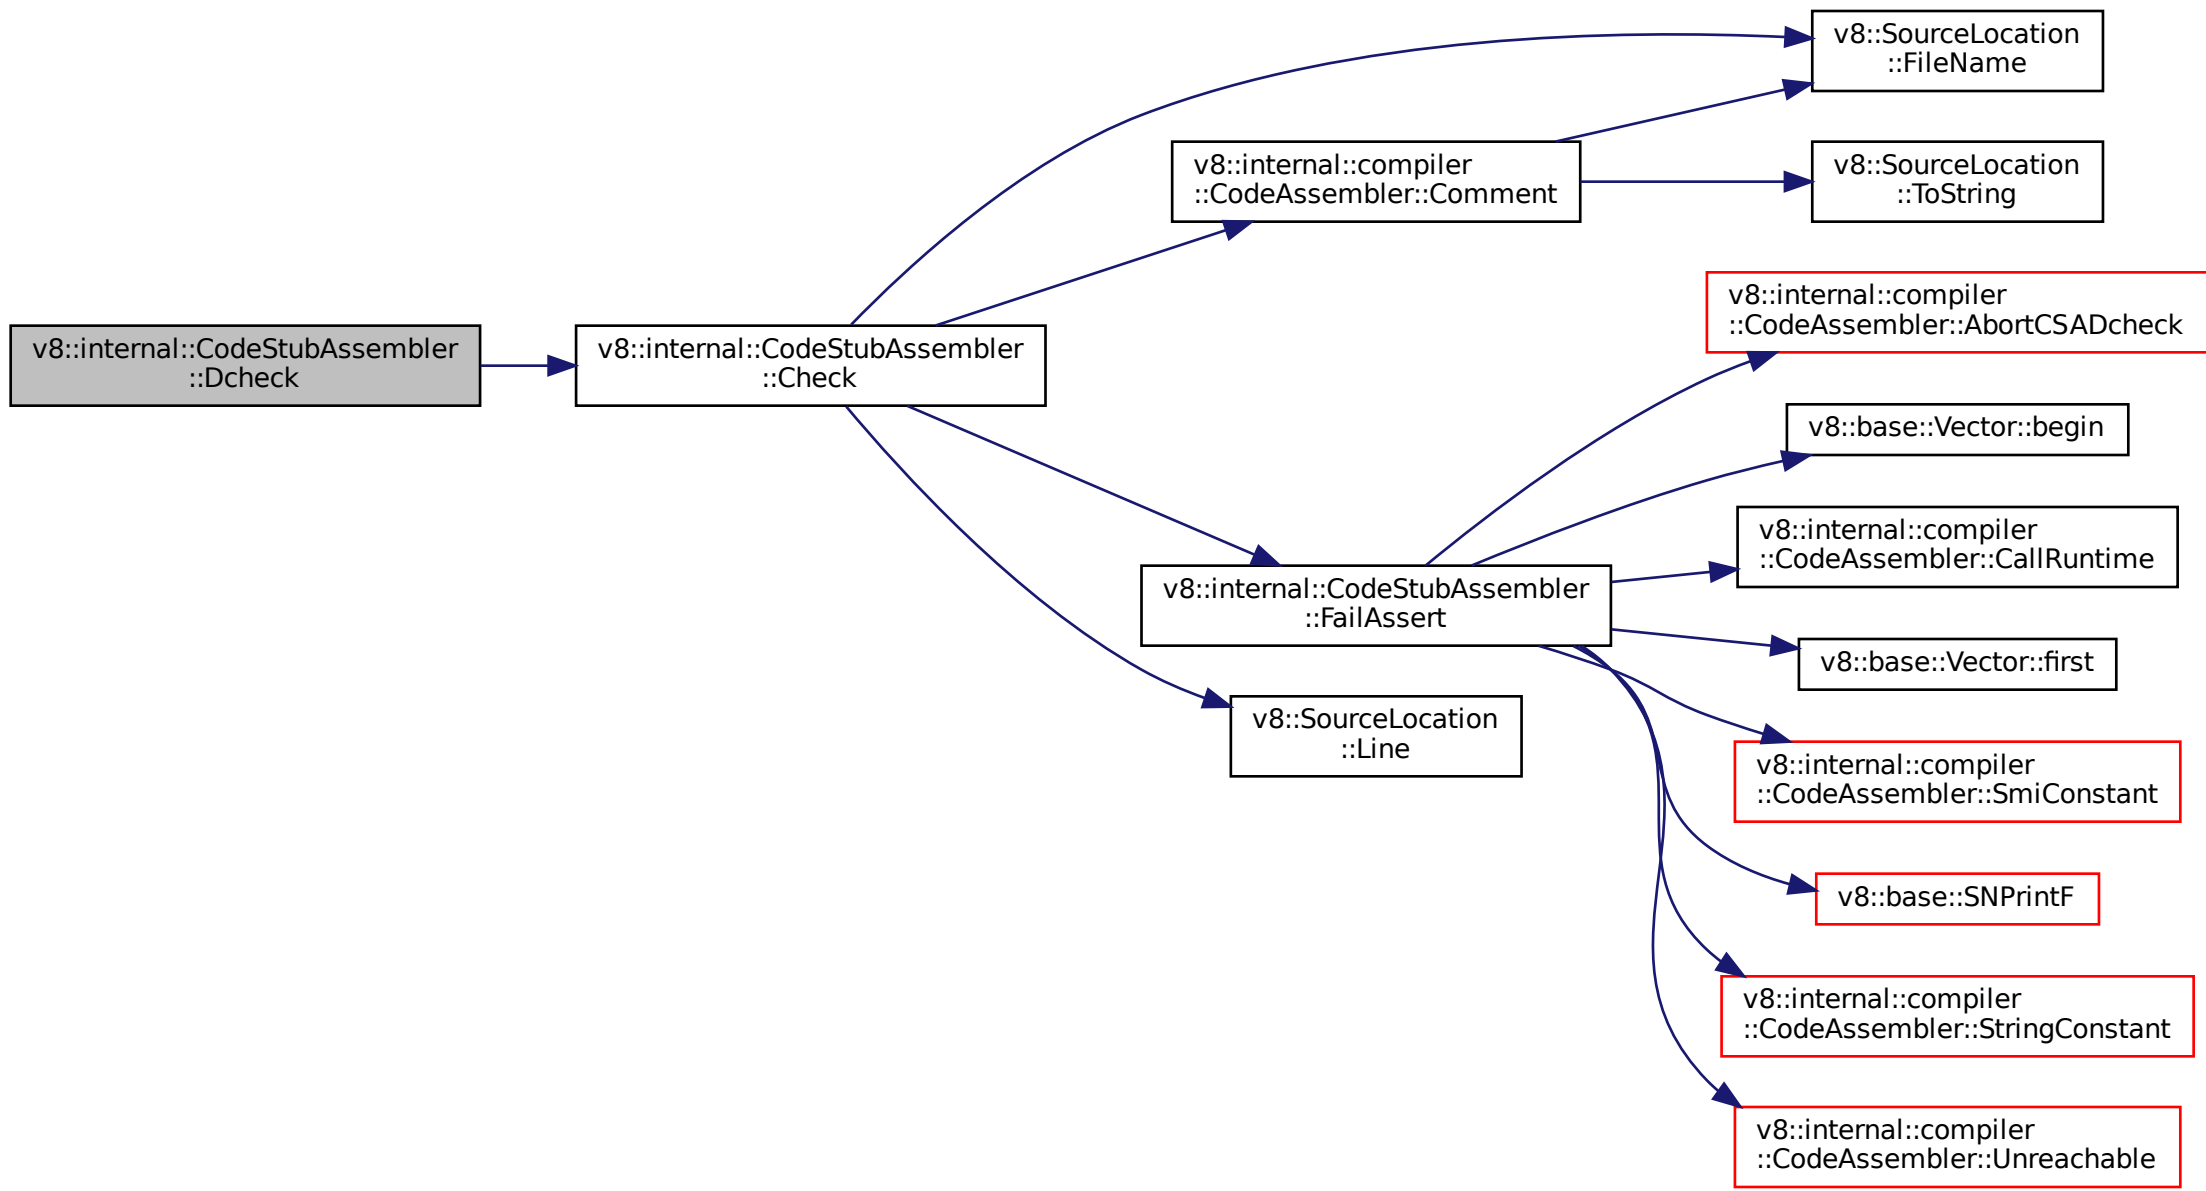 v8::internal::CodeStubAssembler
::Dcheck
v8::internal::CodeStubAssembler
::Check
v8::SourceLocation
::FileName
v8::internal::compiler
::CodeAssembler::Comment
v8::SourceLocation
::ToString
v8::internal::CodeStubAssembler
::FailAssert
v8::internal::compiler
::CodeAssembler::AbortCSADcheck
v8::base::Vector::begin
v8::internal::compiler
::CodeAssembler::CallRuntime
v8::base::Vector::first
v8::internal::compiler
::CodeAssembler::SmiConstant
v8::base::SNPrintF
v8::internal::compiler
::CodeAssembler::StringConstant
v8::internal::compiler
::CodeAssembler::Unreachable
v8::SourceLocation
::Line